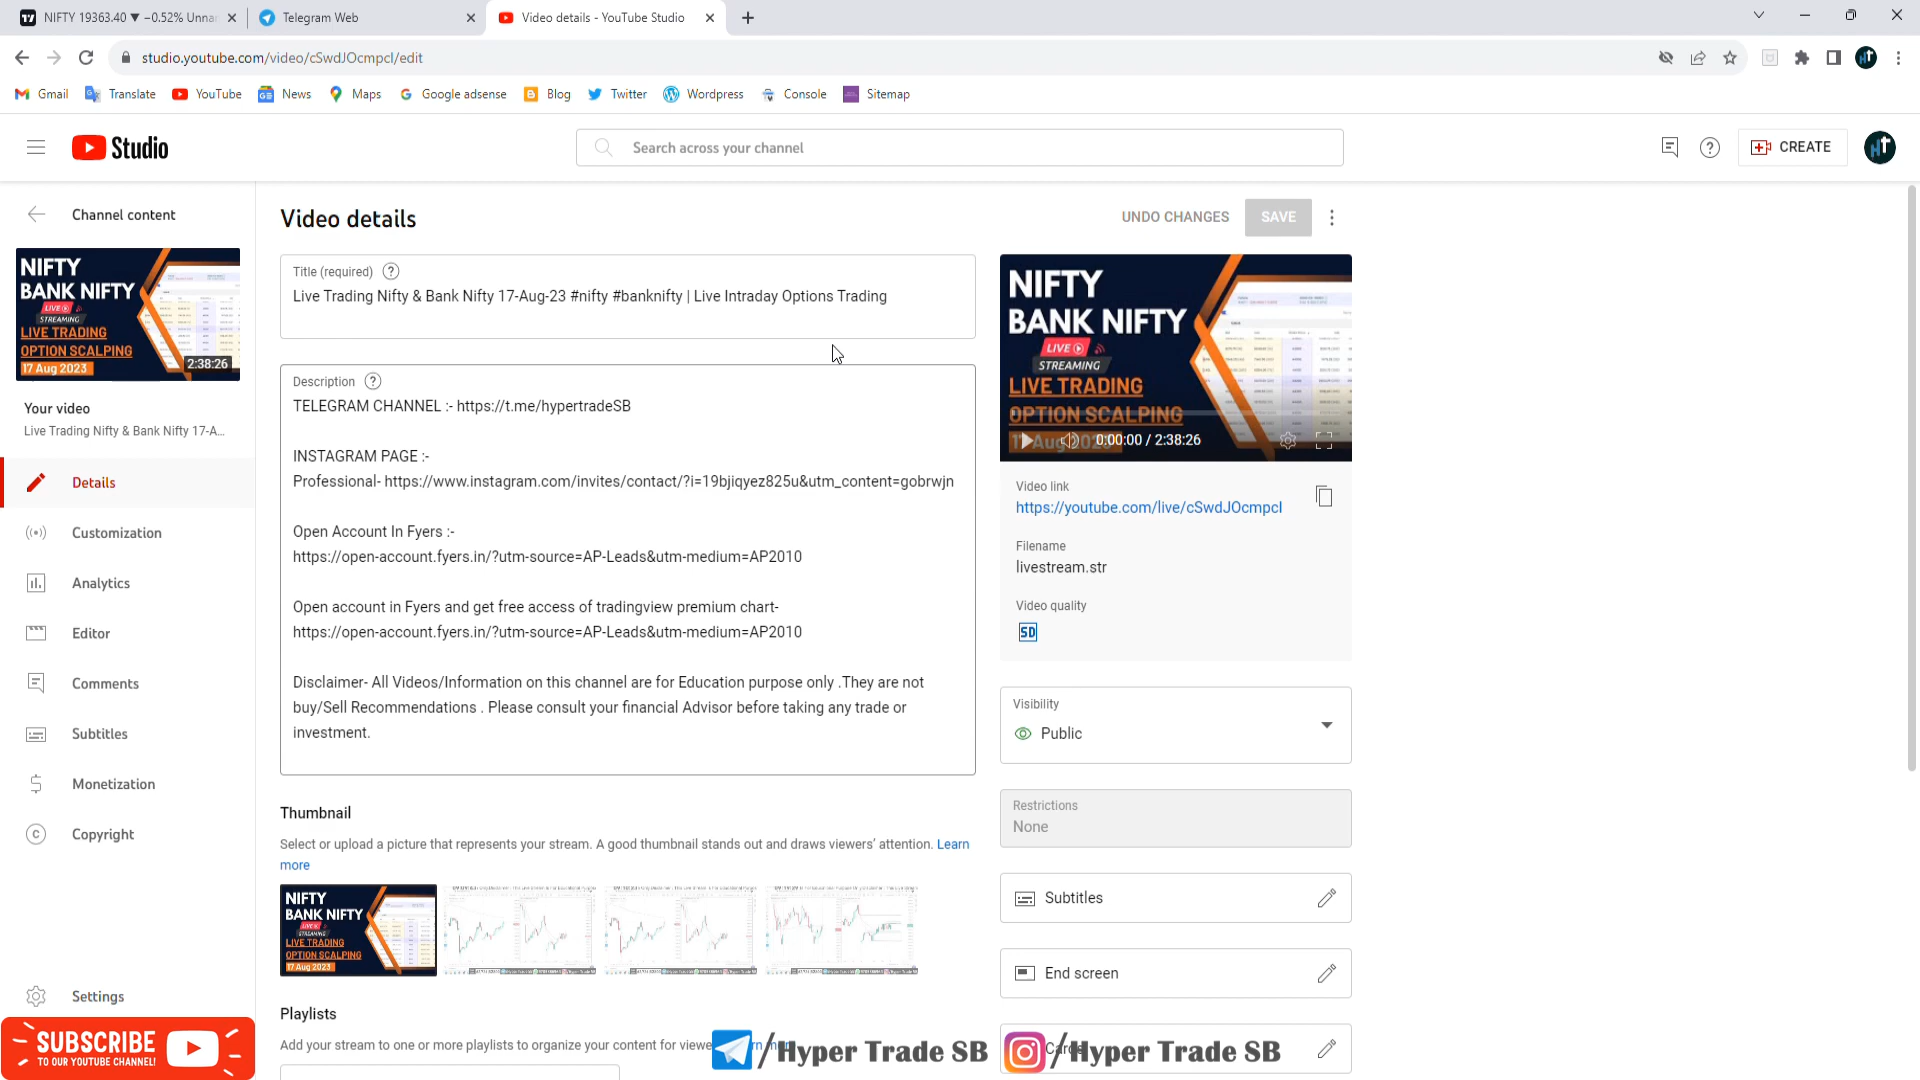 NIFTY 19363.40 ▼ −0.52% Unnar
Telegram Web
Video details - YouTube Studio
studio.youtube.com/video/cSwdJOcmpcI/edit
Gmail
Translate
YouTube
News
Maps
Google adsense
Blog
Twitter
Wordpress
Console
Sitemap
Studio
Search across your channel
CREATE
Channel content
NIFTY
BANK NIFTY
LIVE
STREAMING
LIVE TRADING
OPTION SCALPING
17 Aug 2023
2:38:26
Your video
Live Trading Nifty & Bank Nifty 17-A...
Details
Customization
Analytics
Editor
Comments
Subtitles
Monetization
Copyright
Settings
SUBSCRIBE
TO OUR YOUTUBE CHANNEL!
Video details
UNDO CHANGES
SAVE
Title (required)
Live Trading Nifty & Bank Nifty 17-Aug-23 #nifty #banknifty | Live Intraday Options Trading
Description
TELEGRAM CHANNEL :- https://t.me/hypertradeSB
INSTAGRAM PAGE :-
Professional- https://www.instagram.com/invites/contact/?i=19bjiqyez825u&utm_content=gobrwjn
Open Account In Fyers :-
https://open-account.fyers.in/?utm-source=AP-Leads&utm-medium=AP2010
Open account in Fyers and get free access of tradingview premium chart-
https://open-account.fyers.in/?utm-source=AP-Leads&utm-medium=AP2010
Disclaimer- All Videos/Information on this channel are for Education purpose only .They are not
buy/Sell Recommendations . Please consult your financial Advisor before taking any trade or
investment.
Thumbnail
Select or upload a picture that represents your stream. A good thumbnail stands out and draws viewers' attention. Learn
more
NIFTY
BANK NIFTY
LIVE
STREAMING
LIVE TRADING
OPTION SCALPING
17 Aug 2023
Playlists
Add your stream to one or more playlists to organize your content for viewe
NIFTY
BANK NIFTY
LIVE
STREAMING
LIVE TRADING
OPTION SCALPING
17 Aug 2023
0:00:00 / 2:38:26
Video link
https://youtube.com/live/cSwdJOcmpcI
Filename
livestream.str
Video quality
SD
Visibility
Public
Restrictions
None
Subtitles
End screen
Cards
/Hyper Trade SB
/Hyper Trade SB